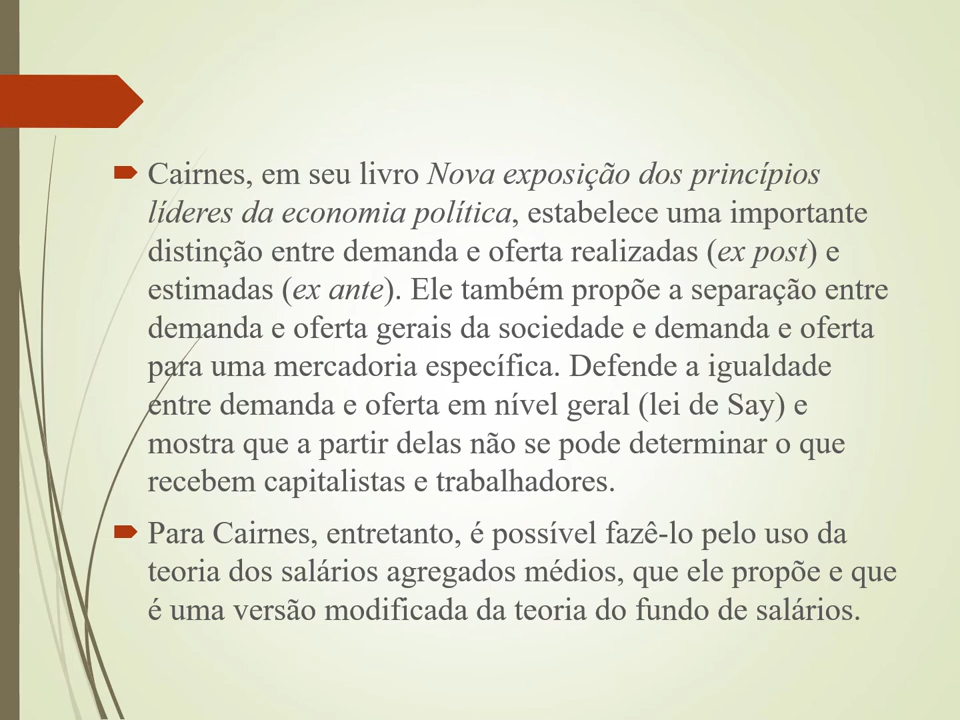 Cairnes, em seu livro Nova exposição dos princípios
líderes da economia política, estabelece uma importante
distinção entre demanda e oferta realizadas (ex post) e
estimadas (ex ante). Ele também propõe a separação entre
demanda e oferta gerais da sociedade e demanda e oferta
para uma mercadoria específica. Defende a igualdade
entre demanda e oferta em nível geral (lei de Say) e
mostra que a partir delas não se pode determinar o que
recebem capitalistas e trabalhadores.
Para Cairnes, entretanto, é possível fazê-lo pelo uso da
teoria dos salários agregados médios, que ele propõe e que
é uma versão modificada da teoria do fundo de salários.